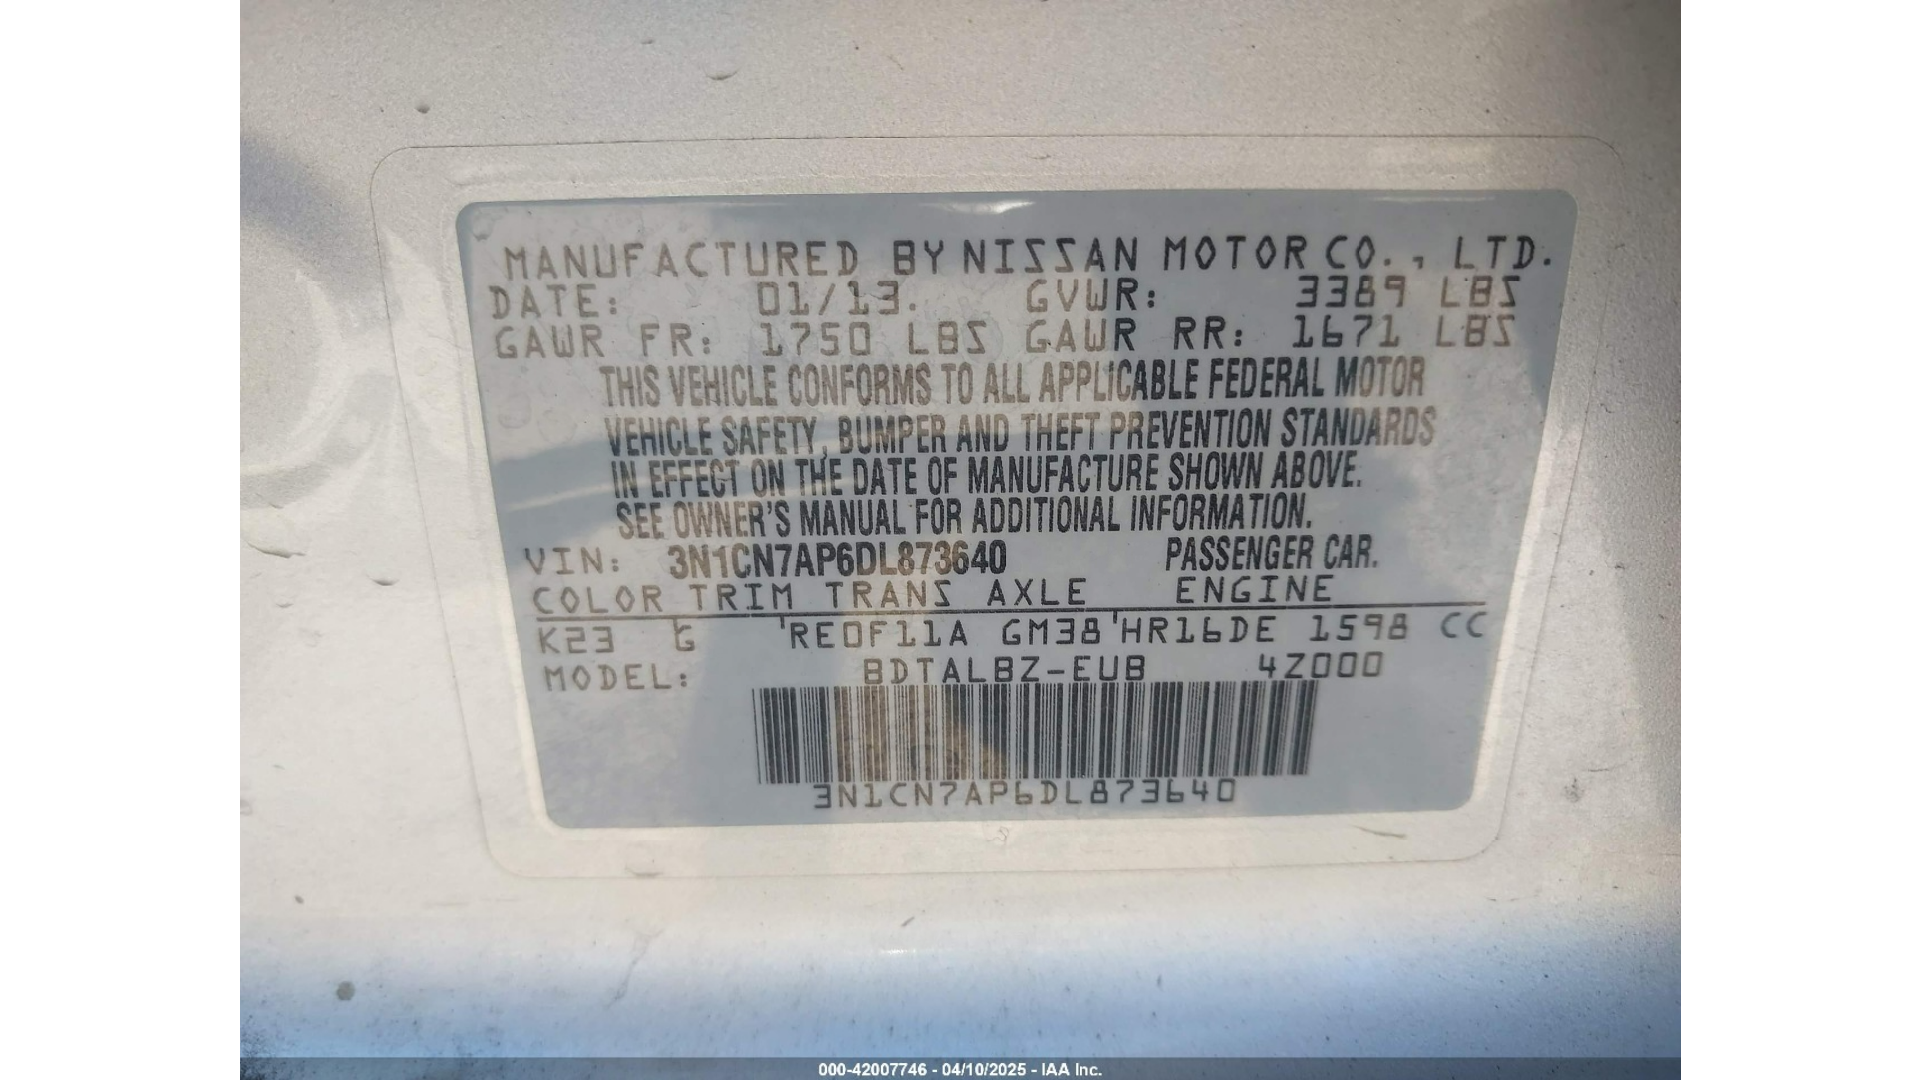 MANUFACTURED BY NISSAN MOTOR CO., LTD.
DATE: 01/13. GVWR: 3389 LBS
GAWR FR: 1750 LBS GAWR RR: 1671 LBS
THIS VEHICLE CONFORMS TO ALL APPLICABLE FEDERAL MOTOR
VEHICLE SAFETY, BUMPER AND THEFT PREVENTION STANDARDS
IN EFFECT ON THE DATE OF MANUFACTURE SHOWN ABOVE.
SEE OWNER'S MANUAL FOR ADDITIONAL INFORMATION.
VIN: 3N1CN7AP6DL873640 PASSENGER CAR.
COLOR TRIM TRANS AXLE ENGINE
K23 G 'RE0F11A GM38'HR16DE 1598 CC
MODEL: BDTALBZ-EUB 4Z000
3N1CN7AP6DL873640
000-42007746 - 04/10/2025 - IAA Inc.